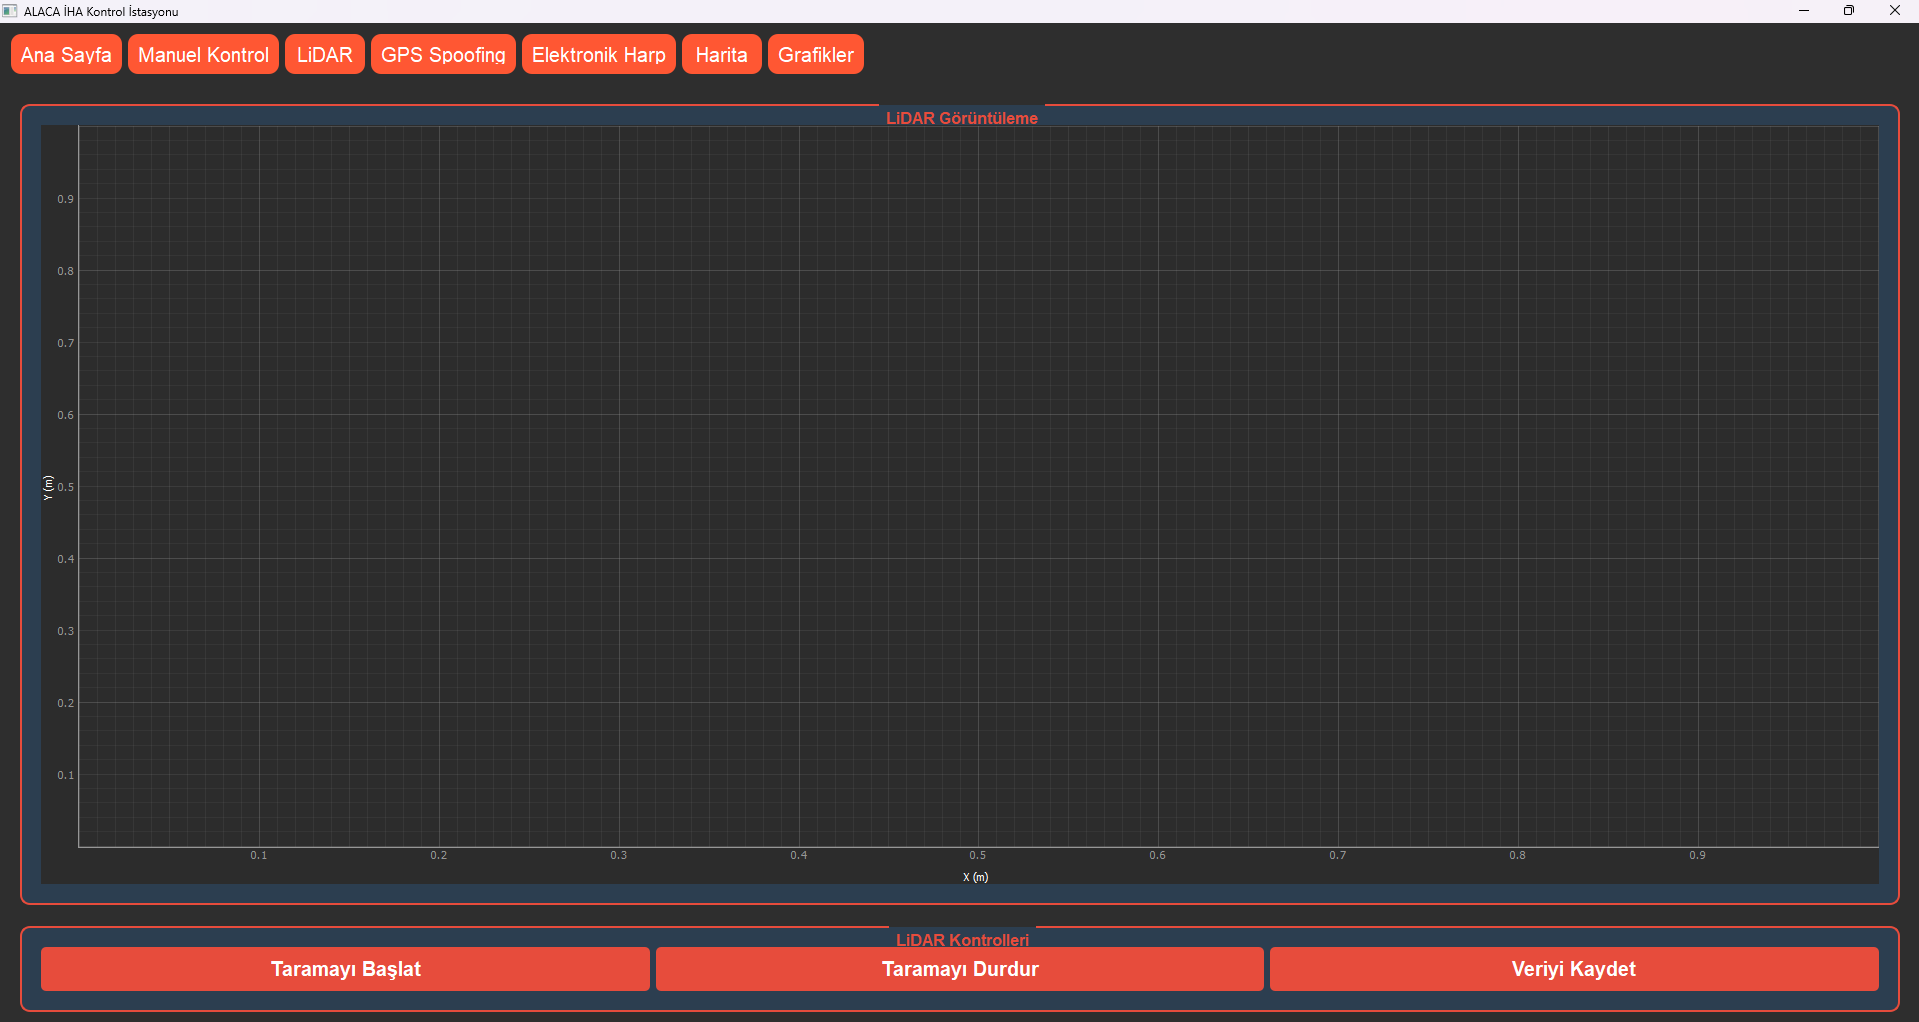 ALACA İHA Kontrol İstasyonu
Ana Sayfa
Manuel Kontrol
LiDAR
GPS Spoofing
Elektronik Harp
Harita
Grafikler
LiDAR Görüntüleme
0.9
0.8
0.7
0.6
Y (m)
0.5
0.4
0.3
0.2
0.1
0.1 0.2 0.3 0.4 0.5 0.6 0.7 0.8 0.9
X (m)
LiDAR Kontrolleri
Taramayı Başlat
Taramayı Durdur
Veriyi Kaydet